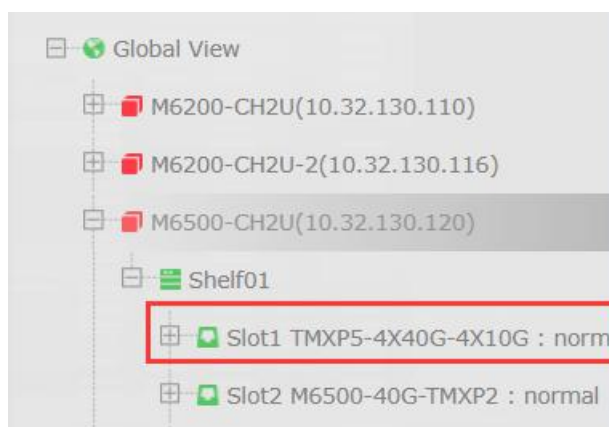 Global View
M6200-CH2U(10.32.130.110)
M6200-CH2U-2(10.32.130.116)
M6500-CH2U(10.32.130.120)
Shelf01
Slot1 TMXP5-4X40G-4X10G : norm
Slot2 M6500-40G-TMXP2 : normal